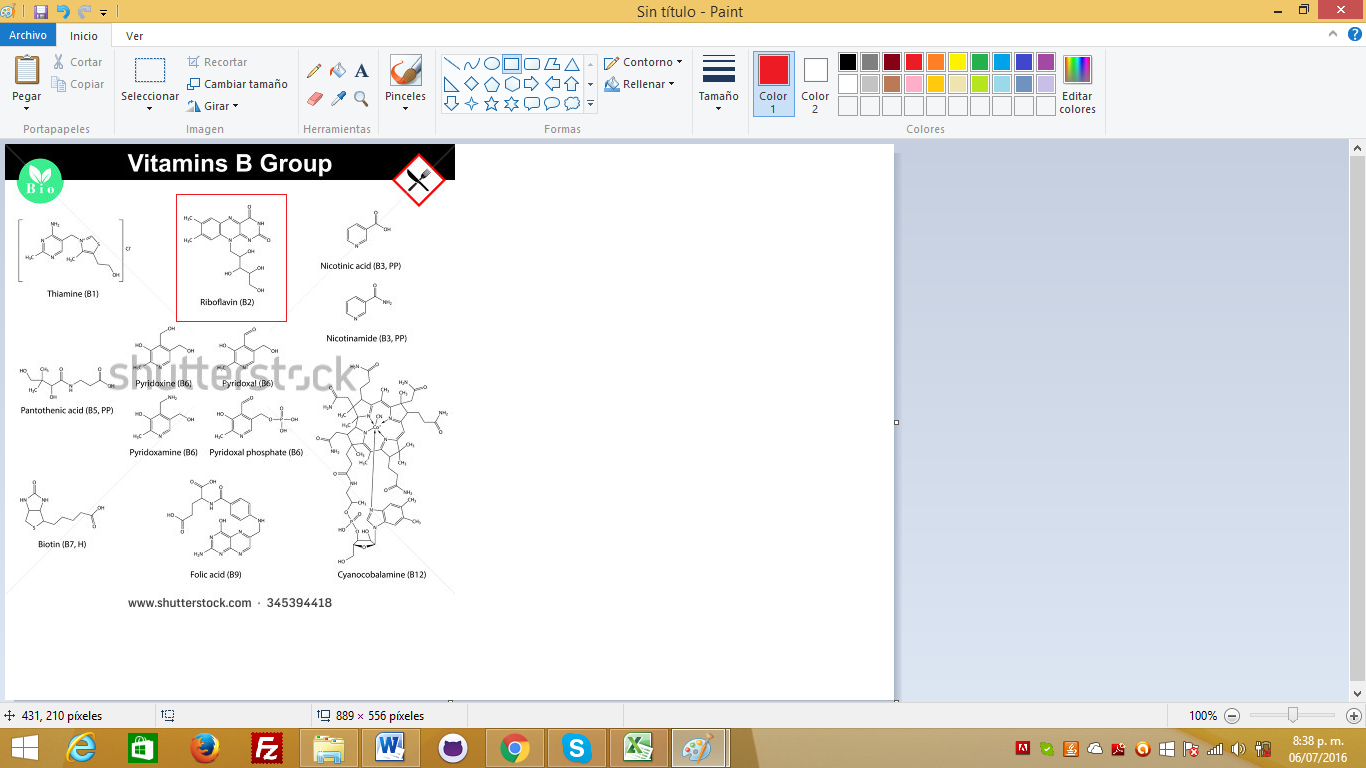 Sin título - Paint
Archivo Inicio Ver
Pegar
Cortar
Copiar
Portapapeles
Seleccionar
Recortar
Cambiar tamaño
Girar
Imagen
A
Herramientas
Pinceles
Contorno
Rellenar
Formas
Tamaño
Color
1
Color
2
Editar
colores
Colores
Vitamins B Group
Bio
Thiamine (B1)
Riboflavin (B2)
Nicotinic acid (B3, PP)
Nicotinamide (B3, PP)
shutterstock
Pyridoxine (B6)
Pyridoxal (B6)
Pantothenic acid (B5, PP)
Pyridoxamine (B6)
Pyridoxal phosphate (B6)
Biotin (B7, H)
Folic acid (B9)
Cyanocobalamine (B12)
www.shutterstock.com · 345394418
431, 210 píxeles
889 × 556 píxeles
100%
8:38 p. m.
06/07/2016